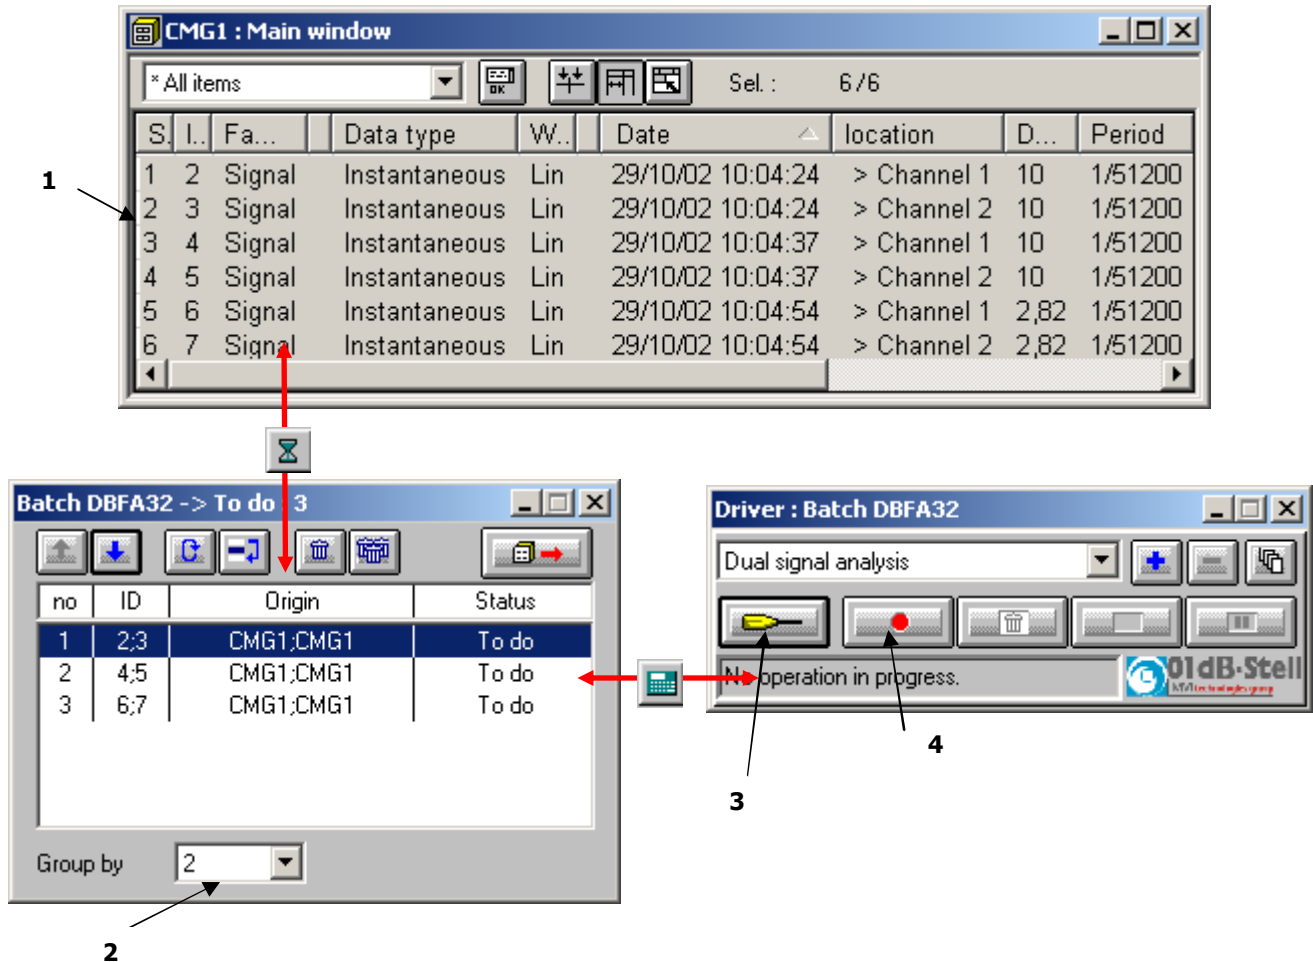 CMG1 : Main window
* All items
OK
Sel. : 6 / 6
S. I.. Fa... Data type W.. Date location D... Period
1 2 Signal Instantaneous Lin 29/10/02 10:04:24 > Channel 1 10 1/51200
2 3 Signal Instantaneous Lin 29/10/02 10:04:24 > Channel 2 10 1/51200
3 4 Signal Instantaneous Lin 29/10/02 10:04:37 > Channel 1 10 1/51200
4 5 Signal Instantaneous Lin 29/10/02 10:04:37 > Channel 2 10 1/51200
5 6 Signal Instantaneous Lin 29/10/02 10:04:54 > Channel 1 2,82 1/51200
6 7 Signal Instantaneous Lin 29/10/02 10:04:54 > Channel 2 2,82 1/51200
1
Batch DBFA32 -> To do 3
no ID Origin Status
1 2;3 CMG1;CMG1 To do
2 4;5 CMG1;CMG1 To do
3 6;7 CMG1;CMG1 To do
Group by 2
2
Driver : Batch DBFA32
Dual signal analysis
No operation in progress.
01dB-Stell
MVI technologies group
4
3